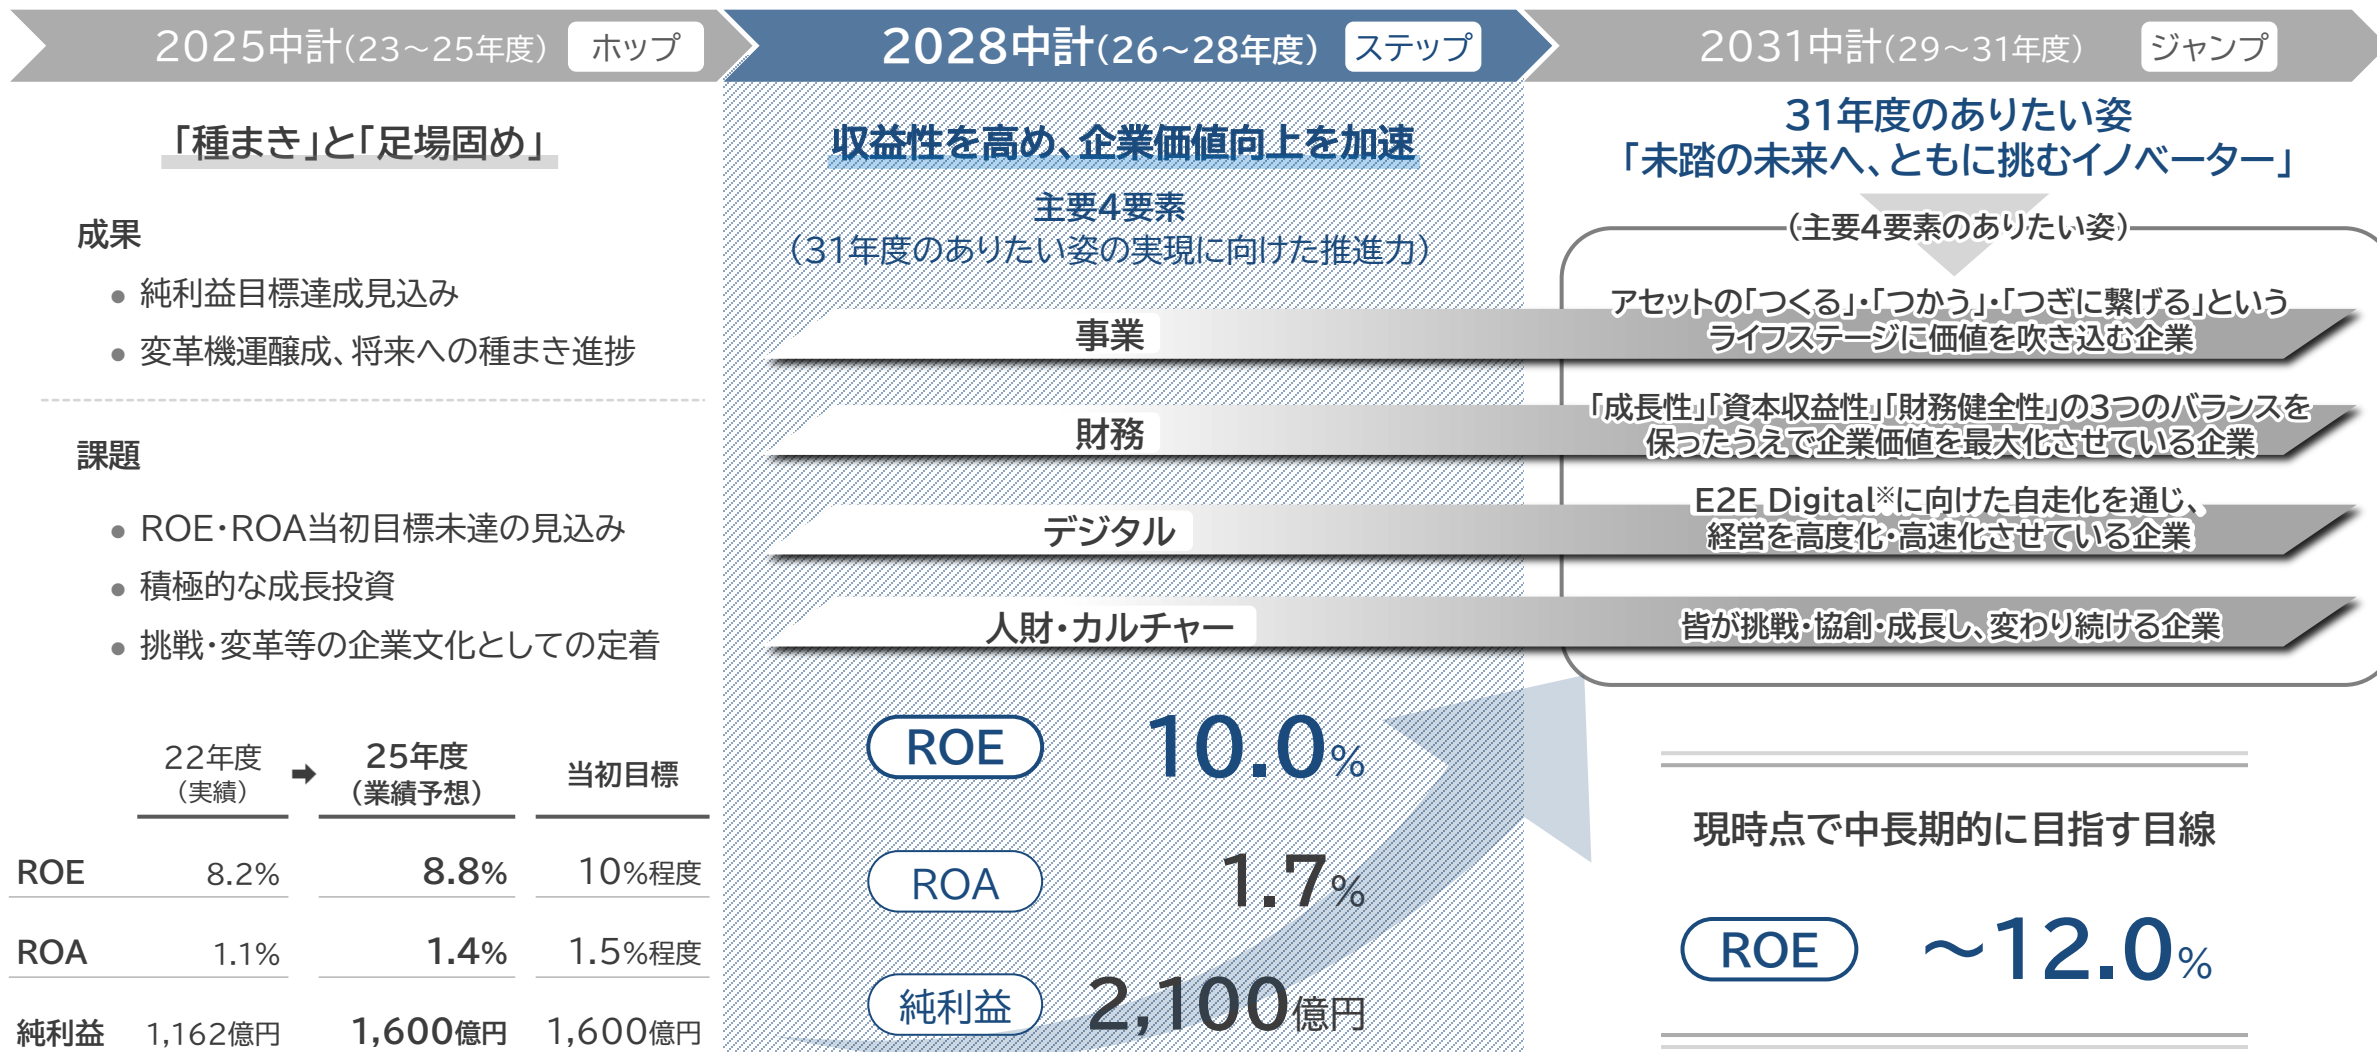 2025中計(23～25年度) ホップ
2028中計(26～28年度) ステップ
2031中計(29～31年度) ジャンプ
「種まき」と「足場固め」
成果
● 純利益目標達成見込み
● 変革機運醸成、将来への種まき進捗
課題
● ROE・ROA当初目標未達の見込み
● 積極的な成長投資
● 挑戦・変革等の企業文化としての定着
22年度 ➡ 25年度 当初目標
(実績) (業績予想)
ROE 8.2% 8.8% 10%程度
ROA 1.1% 1.4% 1.5%程度
純利益 1,162億円 1,600億円 1,600億円
収益性を高め、企業価値向上を加速
主要4要素
(31年度のありたい姿の実現に向けた推進力)
事業
財務
デジタル
人財・カルチャー
ROE 10.0%
ROA 1.7%
純利益 2,100億円
31年度のありたい姿
「未踏の未来へ、ともに挑むイノベーター」
(主要4要素のありたい姿)
アセットの「つくる」・「つかう」・「つぎに繋げる」という
ライフステージに価値を吹き込む企業
「成長性」「資本収益性」「財務健全性」の3つのバランスを
保ったうえで企業価値を最大化させている企業
E2E Digital※に向けた自走化を通じ、
経営を高度化・高速化させている企業
皆が挑戦・協創・成長し、変わり続ける企業
現時点で中長期的に目指す目線
ROE ～12.0%